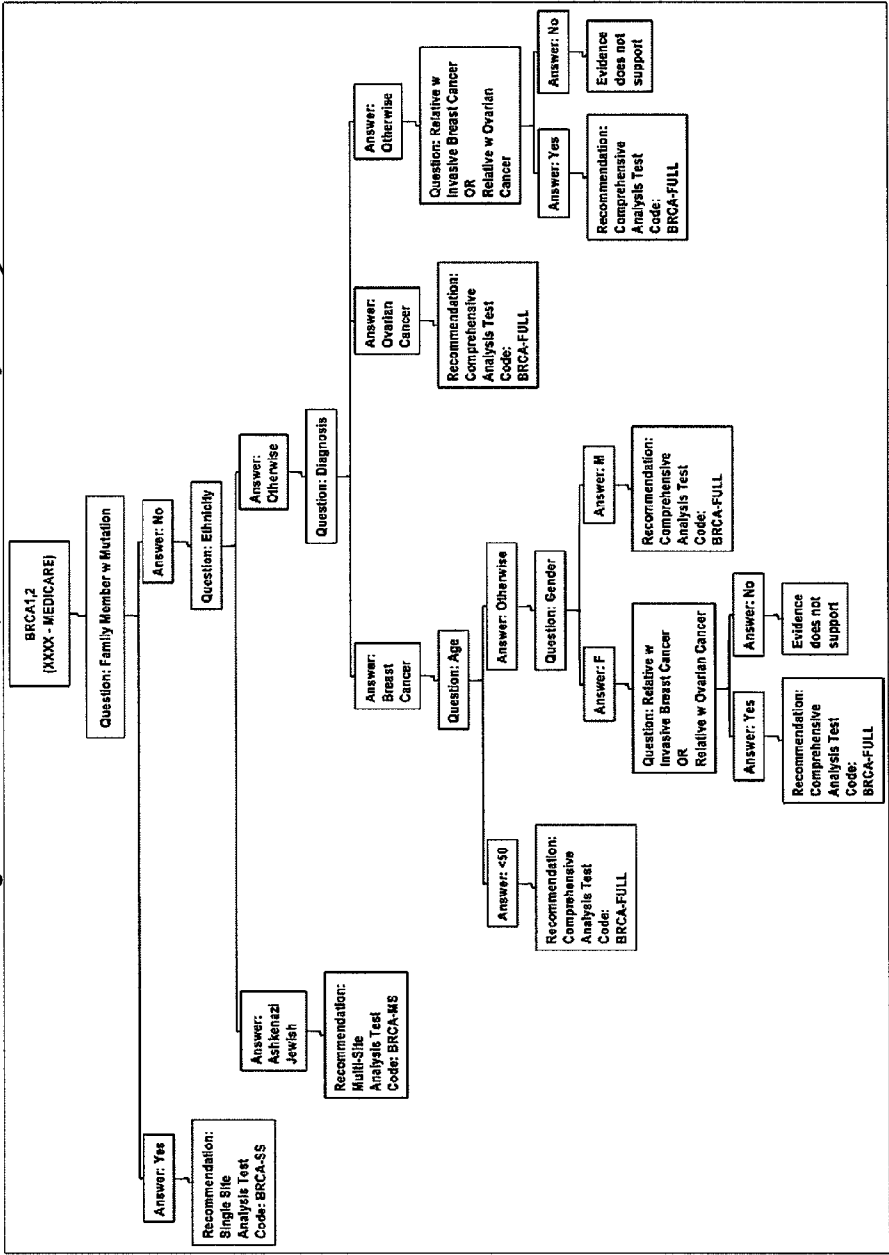 BRCA1,2
(XXXX - MEDICARE)
Question: Family Member w Mutation
Answer: Yes
Recommendation:
Single Site
Analysis Test
Code: BRCA-SS
Answer: No
Question: Ethnicity
Answer:
Ashkenazi
Jewish
Recommendation:
Multi-Site
Analysis Test
Code: BRCA-MS
Answer:
Otherwise
Question: Diagnosis
Answer:
Breast
Cancer
Question: Age
Answer: <50
Recommendation:
Comprehensive
Analysis Test
Code:
BRCA-FULL
Answer: Otherwise
Question: Gender
Answer: F
Question: Relative w
Invasive Breast Cancer
OR
Relative w Ovarian Cancer
Answer: Yes
Recommendation:
Comprehensive
Analysis Test
Code:
BRCA-FULL
Answer: No
Evidence
does not
support
Answer: M
Recommendation:
Comprehensive
Analysis Test
Code:
BRCA-FULL
Answer:
Ovarian
Cancer
Recommendation:
Comprehensive
Analysis Test
Code:
BRCA-FULL
Answer:
Otherwise
Question: Relative w
Invasive Breast Cancer
OR
Relative w Ovarian
Cancer
Answer: Yes
Recommendation:
Comprehensive
Analysis Test
Code:
BRCA-FULL
Answer: No
Evidence
does not
support